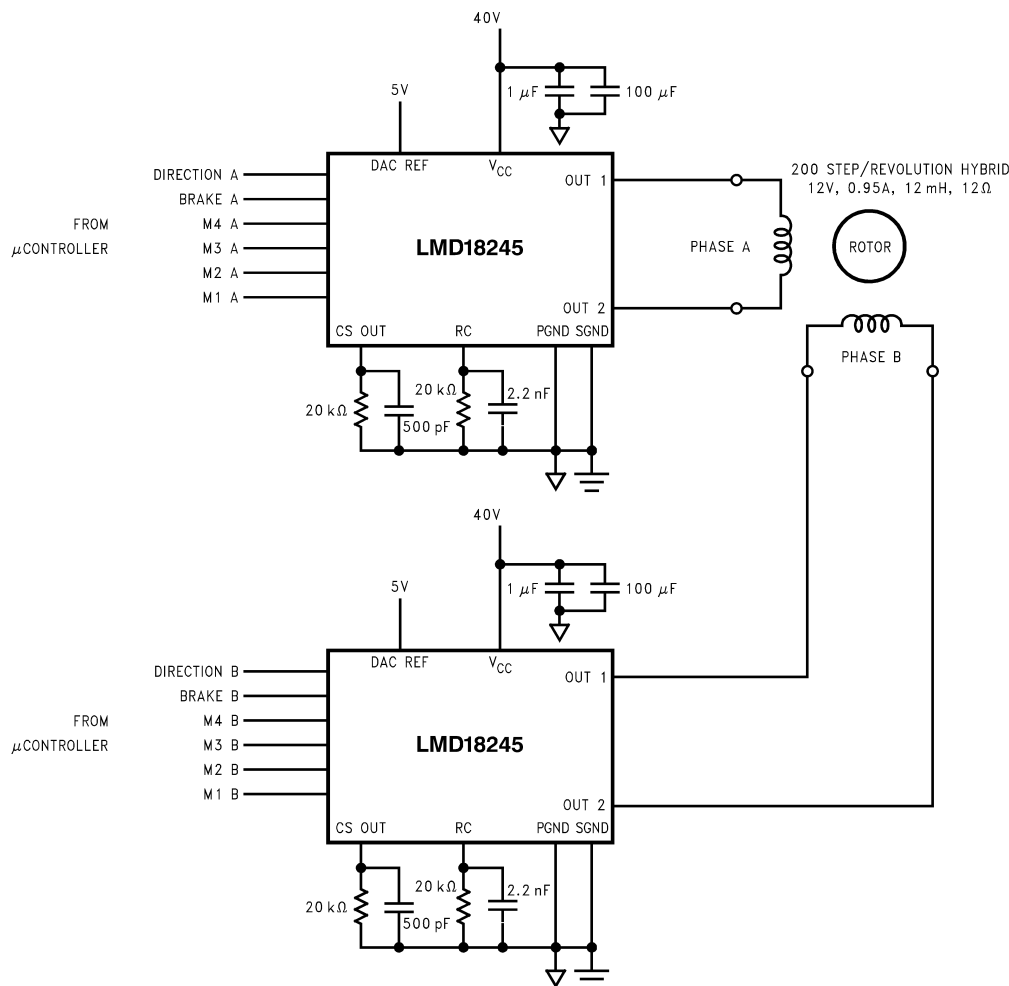 40V
1 μF
100 μF
5V
DAC REF
VCC
DIRECTION A
BRAKE A
M4 A
M3 A
M2 A
M1 A
FROM
μCONTROLLER
LMD18245
OUT 1
OUT 2
CS OUT
RC
PGND
SGND
200 STEP/REVOLUTION HYBRID
12V, 0.95A, 12 mH, 12Ω
PHASE A
ROTOR
PHASE B
20 kΩ
500 pF
20 kΩ
2.2 nF
40V
1 μF
100 μF
5V
DAC REF
VCC
DIRECTION B
BRAKE B
M4 B
M3 B
M2 B
M1 B
FROM
μCONTROLLER
LMD18245
OUT 1
OUT 2
CS OUT
RC
PGND
SGND
20 kΩ
500 pF
20 kΩ
2.2 nF